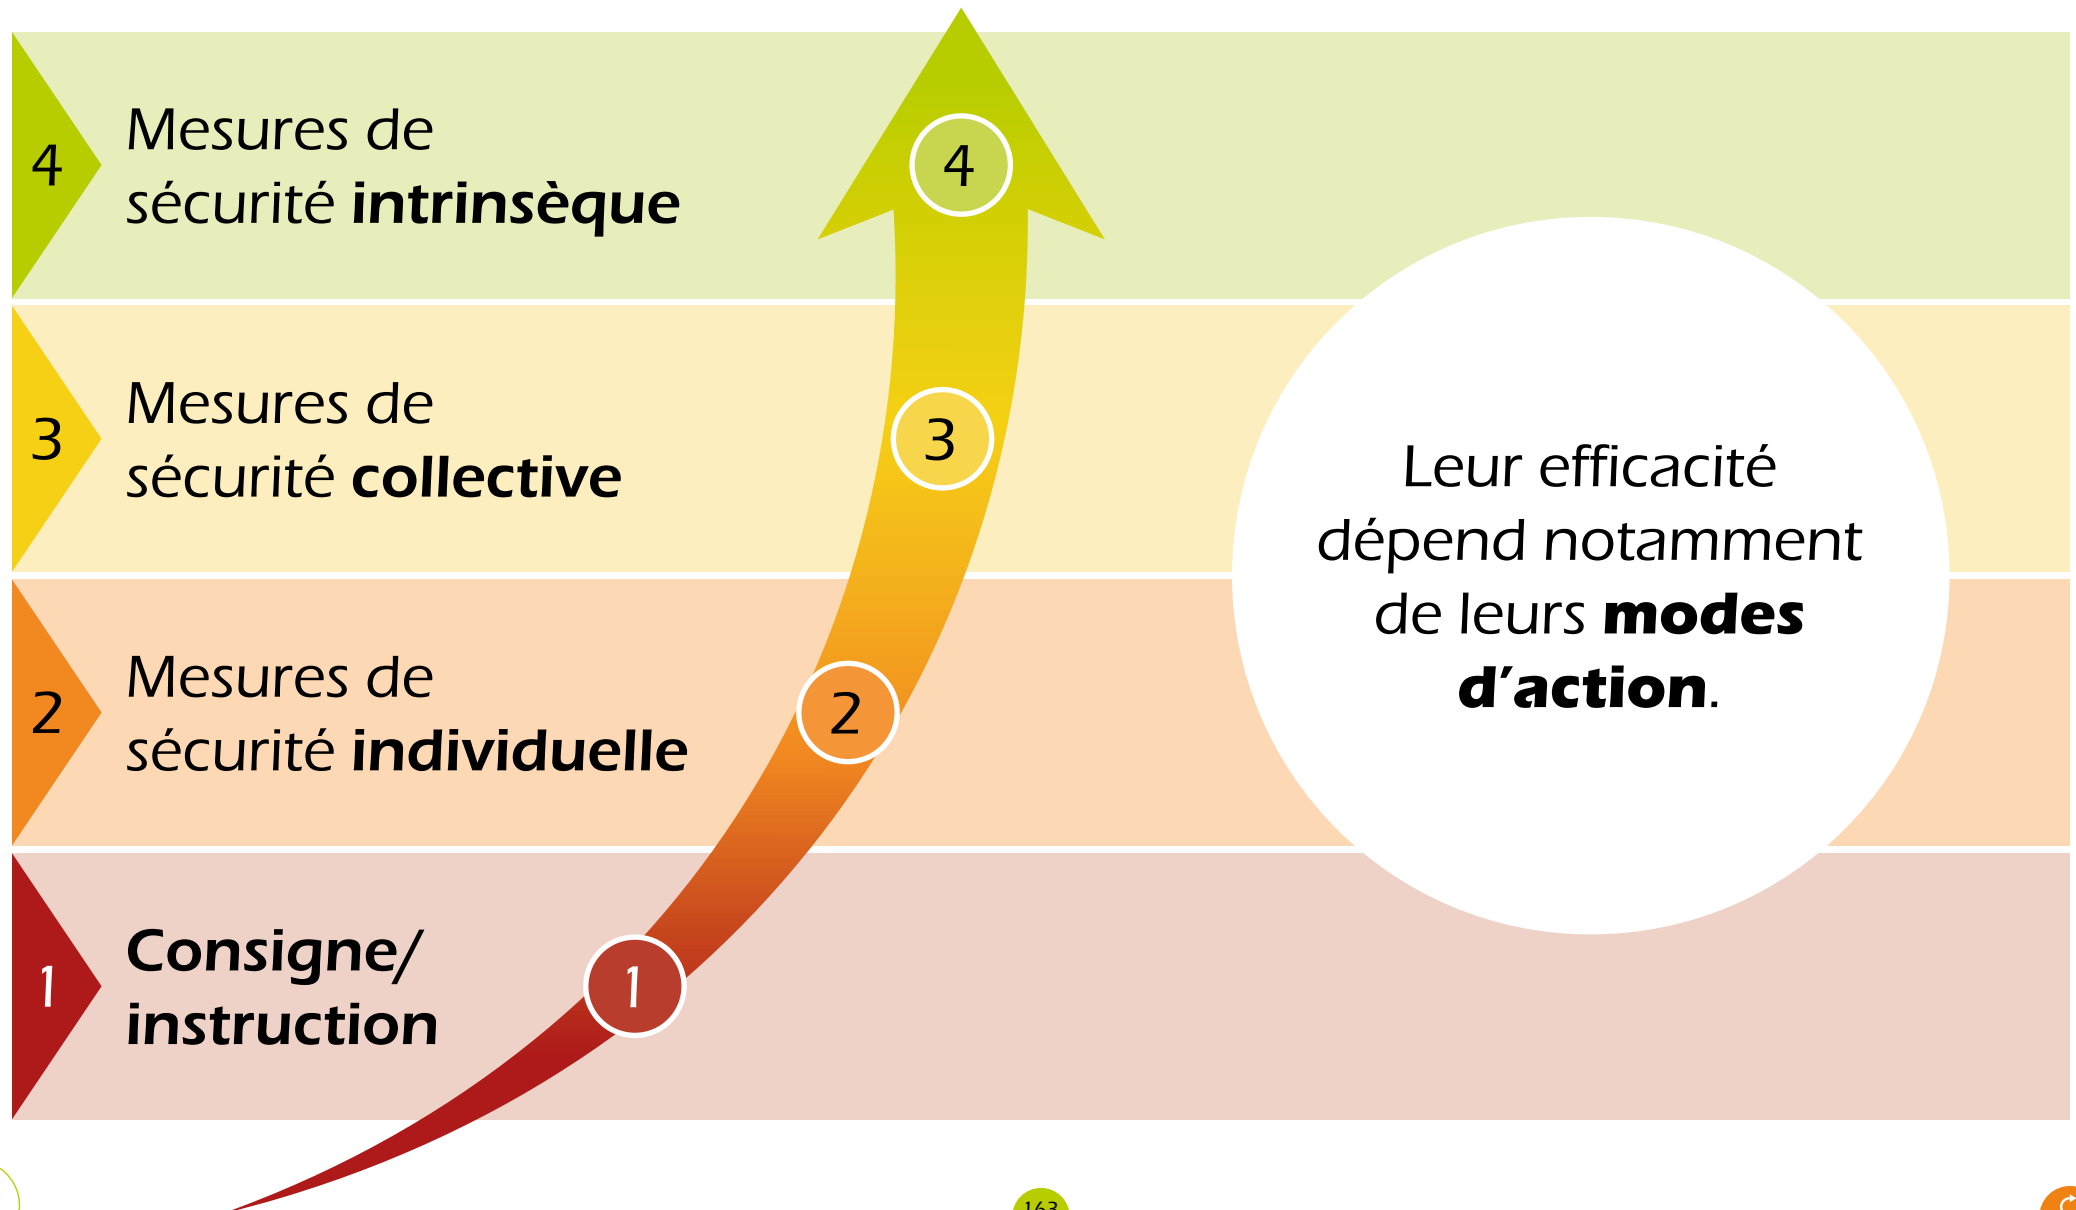 4
Mesures de
sécurité intrinsèque
4
3
Mesures de
sécurité collective
3
Leur efficacité
dépend notamment
de leurs modes
d’action.
2
Mesures de
sécurité individuelle
2
1
Consigne/
instruction
1
163